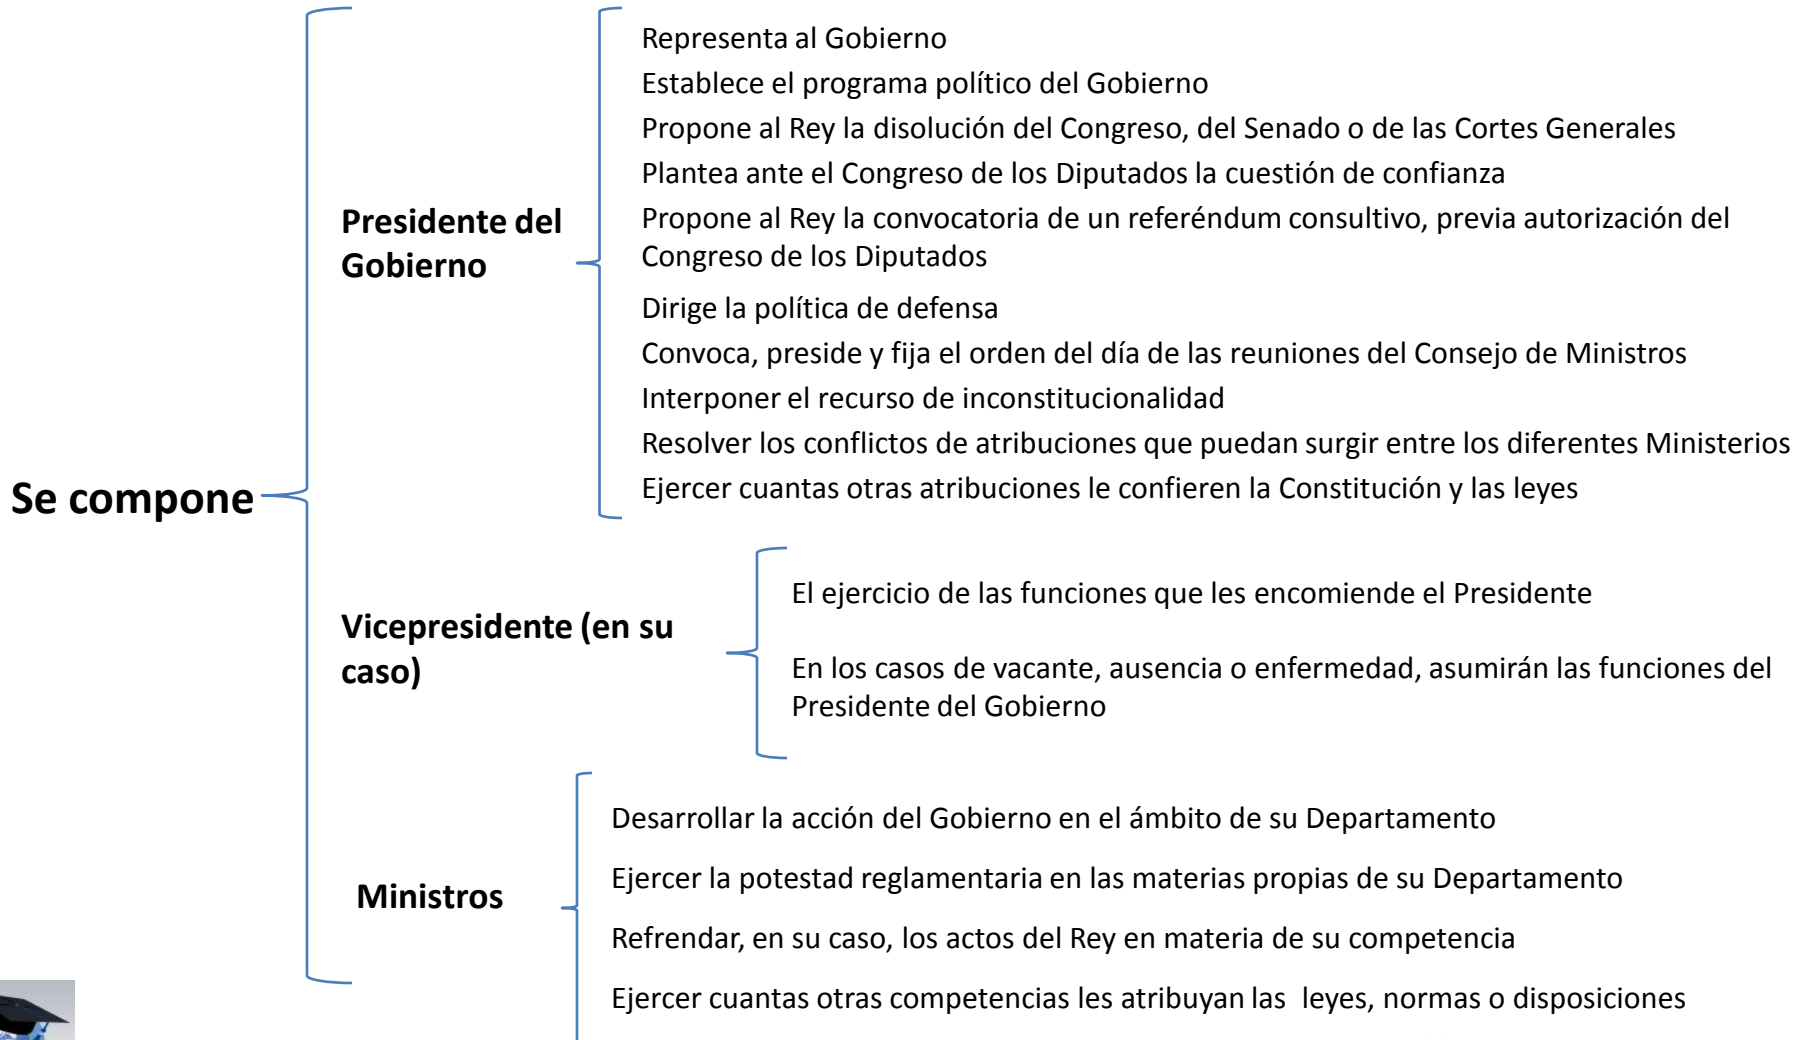 Se compone
Presidente del
Gobierno
Representa al Gobierno
Establece el programa político del Gobierno
Propone al Rey la disolución del Congreso, del Senado o de las Cortes Generales
Plantea ante el Congreso de los Diputados la cuestión de confianza
Propone al Rey la convocatoria de un referéndum consultivo, previa autorización del
Congreso de los Diputados
Dirige la política de defensa
Convoca, preside y fija el orden del día de las reuniones del Consejo de Ministros
Interponer el recurso de inconstitucionalidad
Resolver los conflictos de atribuciones que puedan surgir entre los diferentes Ministerios
Ejercer cuantas otras atribuciones le confieren la Constitución y las leyes
Vicepresidente (en su
caso)
El ejercicio de las funciones que les encomiende el Presidente
En los casos de vacante, ausencia o enfermedad, asumirán las funciones del
Presidente del Gobierno
Ministros
Desarrollar la acción del Gobierno en el ámbito de su Departamento
Ejercer la potestad reglamentaria en las materias propias de su Departamento
Refrendar, en su caso, los actos del Rey en materia de su competencia
Ejercer cuantas otras competencias les atribuyan las leyes, normas o disposiciones